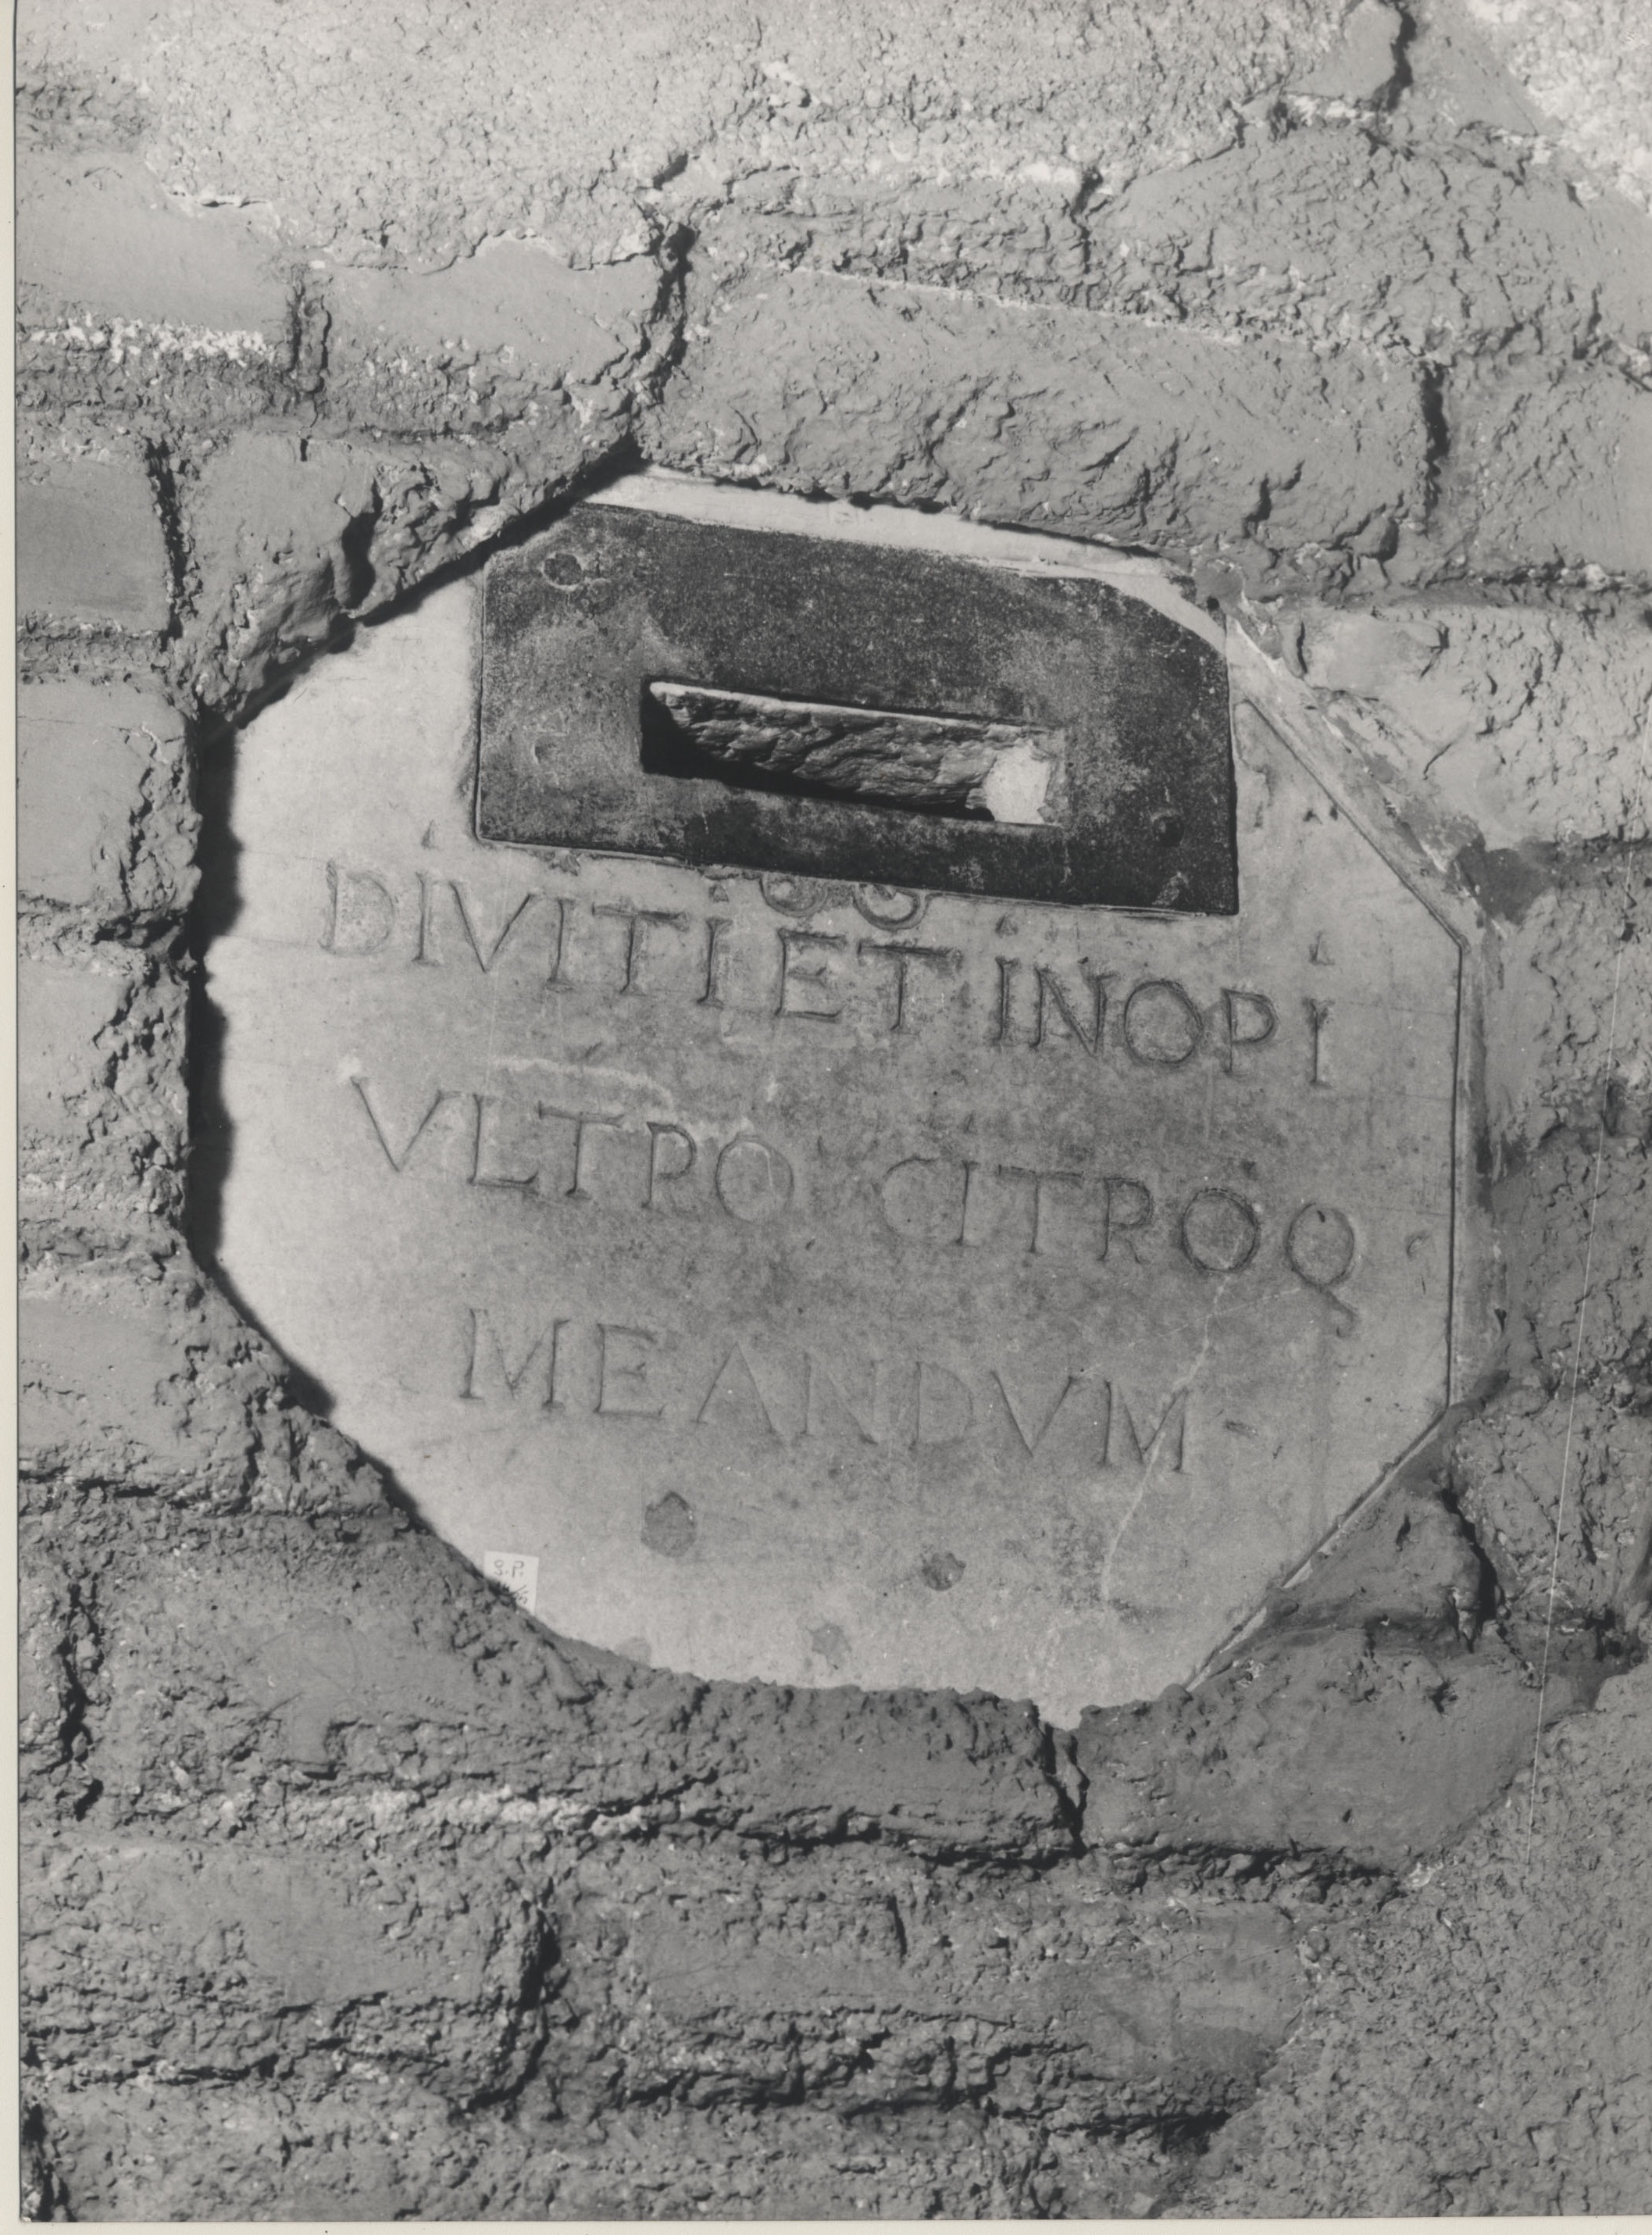 DIVITI ET INOPI
VLTRO CITROQ
MEANDVM